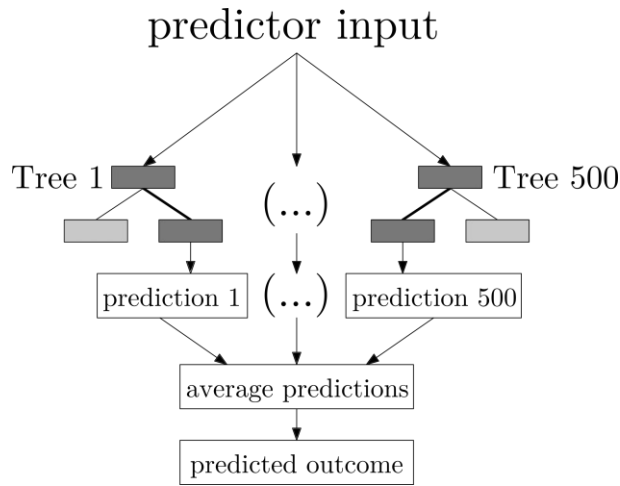 predictor input
Tree 1
Tree 500
(...)
prediction 1
(...)
prediction 500
average predictions
predicted outcome